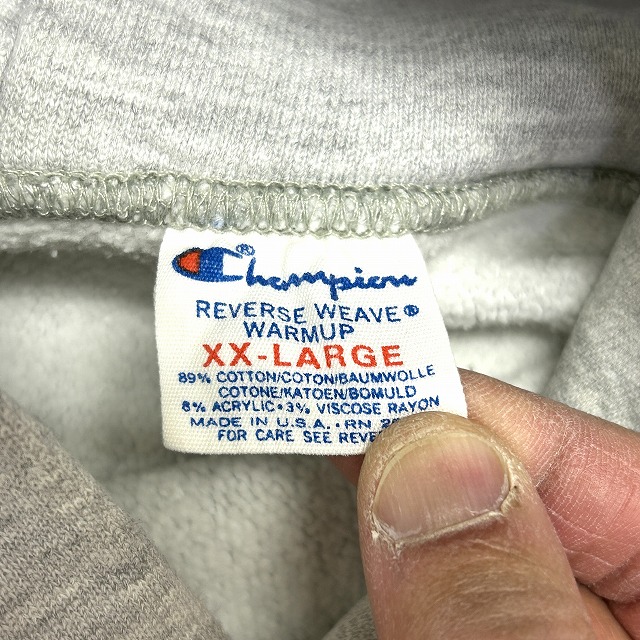 Champion®
REVERSE WEAVE®
WARMUP
XX-LARGE
89% COTTON/COTON/BAUMWOLLE
COTONE/KATOEN/BOMULD
8% ACRYLIC • 3% VISCOSE RAYON
MADE IN U.S.A. • RN
FOR CARE SEE